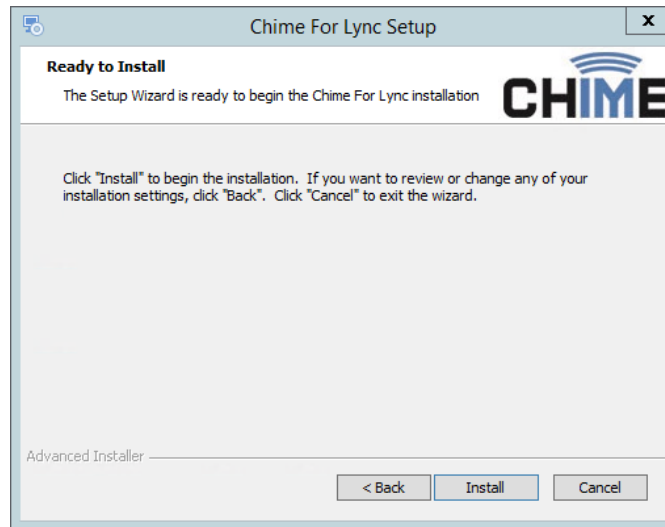 Chime For Lync Setup
x
Ready to Install
The Setup Wizard is ready to begin the Chime For Lync installation
CHIME
Click "Install" to begin the installation. If you want to review or change any of your
installation settings, click "Back". Click "Cancel" to exit the wizard.
Advanced Installer
< Back Install Cancel